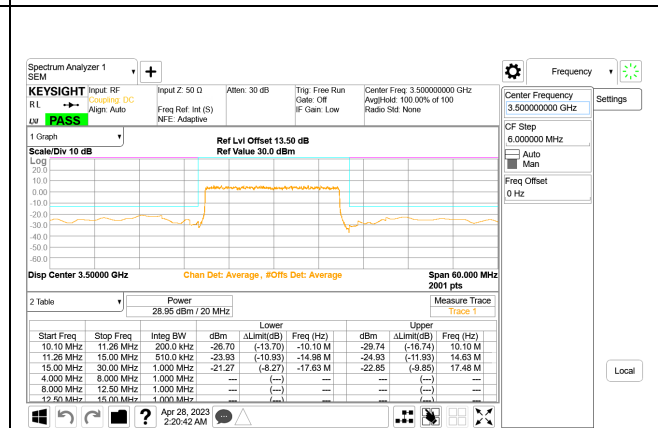 Spectrum Analyzer 1
SEM
Frequency
KEYSIGHT Input: RF Input Z: 50 Ω Atten: 30 dB Trig: Free Run Center Freq: 3.500000000 GHz
RL Coupling: DC Gate: Off Avg|Hold: 100.00% of 100
Align: Auto Freq Ref: Int (S) IF Gain: Low Radio Std: None
PASS NFE: Adaptive
Center Frequency
3.500000000 GHz
Settings
CF Step
6.000000 MHz
Auto
Man
Freq Offset
0 Hz
1 Graph
Ref Lvl Offset 13.50 dB
Scale/Div 10 dB Ref Value 30.0 dBm
Log
20.0
10.0
0.00
-10.0
-20.0
-30.0
-40.0
-50.0
-60.0
Disp Center 3.50000 GHz Chan Det: Average , #Offs Det: Average Span 60.000 MHz
2001 pts
2 Table Power Measure Trace
28.95 dBm / 20 MHz Trace 1
Lower Upper
Start Freq Stop Freq Integ BW dBm ΔLimit(dB) Freq (Hz) dBm ΔLimit(dB) Freq (Hz)
10.10 MHz 11.26 MHz 200.0 kHz -26.70 (-13.70) -10.10 M -29.74 (-16.74) 10.10 M
11.26 MHz 15.00 MHz 510.0 kHz -23.93 (-10.93) -14.98 M -24.93 (-11.93) 14.63 M
15.00 MHz 30.00 MHz 1.000 MHz -21.27 (-8.27) -17.63 M -22.85 (-9.85) 17.48 M
4.000 MHz 8.000 MHz 1.000 MHz --- (---) --- --- (---) ---
8.000 MHz 12.50 MHz 1.000 MHz --- (---) --- --- (---) ---
12.50 MHz 15.00 MHz 1.000 MHz --- (---) --- --- (---) ---
Local
? Apr 28, 2023
2:20:42 AM